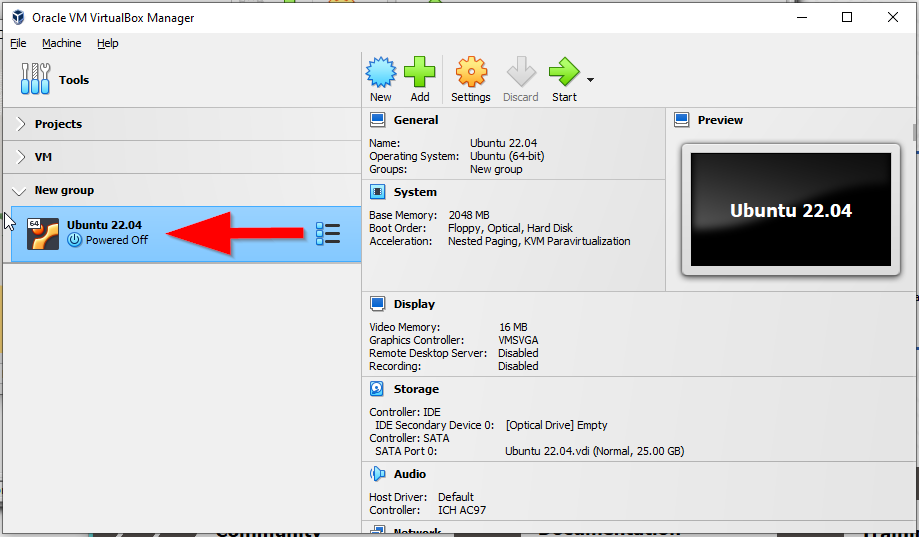 Oracle VM VirtualBox Manager
File Machine Help
Tools
New Add Settings Discard Start
Projects
VM
New group
64
Ubuntu 22.04
Powered Off
General
Name: Ubuntu 22.04
Operating System: Ubuntu (64-bit)
Groups: New group
System
Base Memory: 2048 MB
Boot Order: Floppy, Optical, Hard Disk
Acceleration: Nested Paging, KVM Paravirtualization
Preview
Ubuntu 22.04
Display
Video Memory: 16 MB
Graphics Controller: VMSVGA
Remote Desktop Server: Disabled
Recording: Disabled
Storage
Controller: IDE
IDE Secondary Device 0: [Optical Drive] Empty
Controller: SATA
SATA Port 0: Ubuntu 22.04.vdi (Normal, 25.00 GB)
Audio
Host Driver: Default
Controller: ICH AC97
Network
Community Documentation